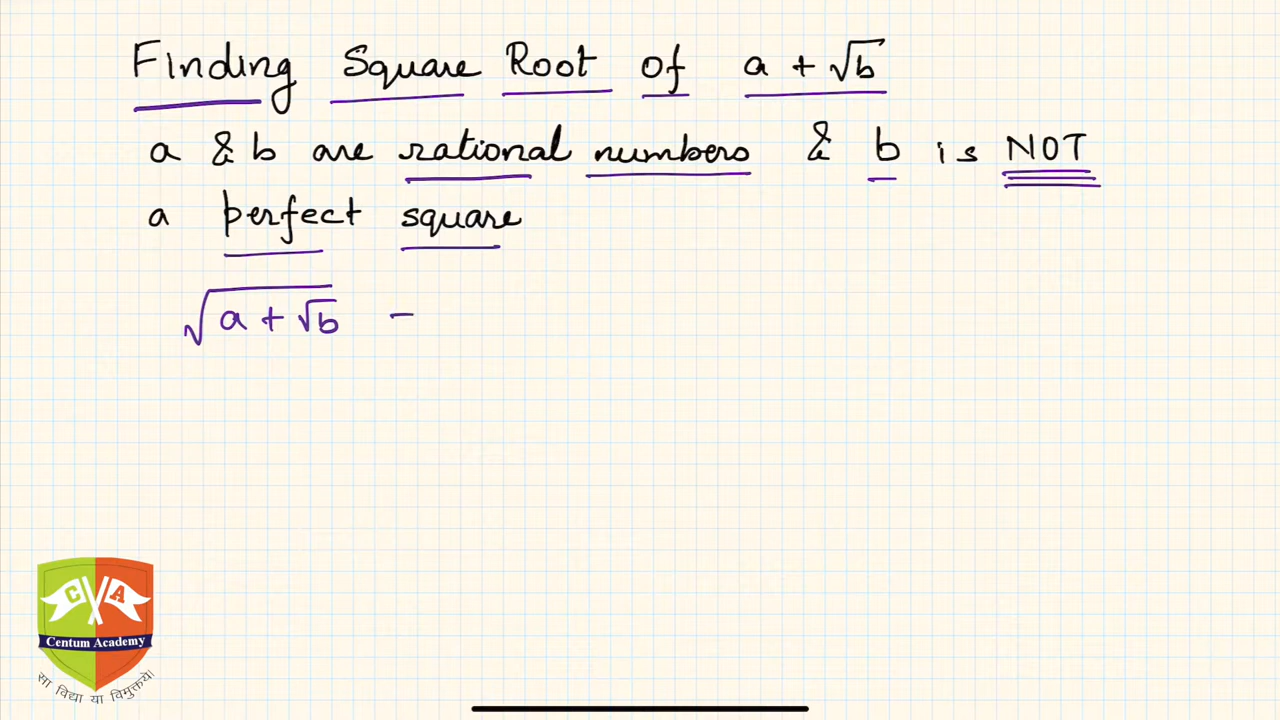 Finding Square Root of a + √b
a & b are rational numbers & b is NOT
a perfect square
√(a + √b) -
C A
Centum Academy
सा विद्या या विमुक्तये।